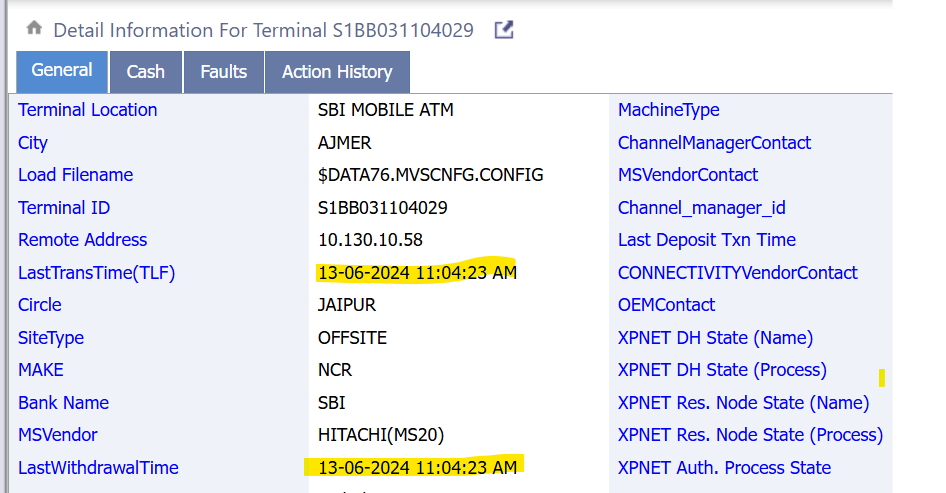 Detail Information For Terminal S1BB031104029
General Cash Faults Action History
Terminal Location SBI MOBILE ATM MachineType
City AJMER ChannelManagerContact
Load Filename $DATA76.MVSCNFG.CONFIG MSVendorContact
Terminal ID S1BB031104029 Channel_manager_id
Remote Address 10.130.10.58 Last Deposit Txn Time
LastTransTime(TLF) 13-06-2024 11:04:23 AM CONNECTIVITYVendorContact
Circle JAIPUR OEMContact
SiteType OFFSITE XPNET DH State (Name)
MAKE NCR XPNET DH State (Process)
Bank Name SBI XPNET Res. Node State (Name)
MSVendor HITACHI(MS20) XPNET Res. Node State (Process)
LastWithdrawalTime 13-06-2024 11:04:23 AM XPNET Auth. Process State